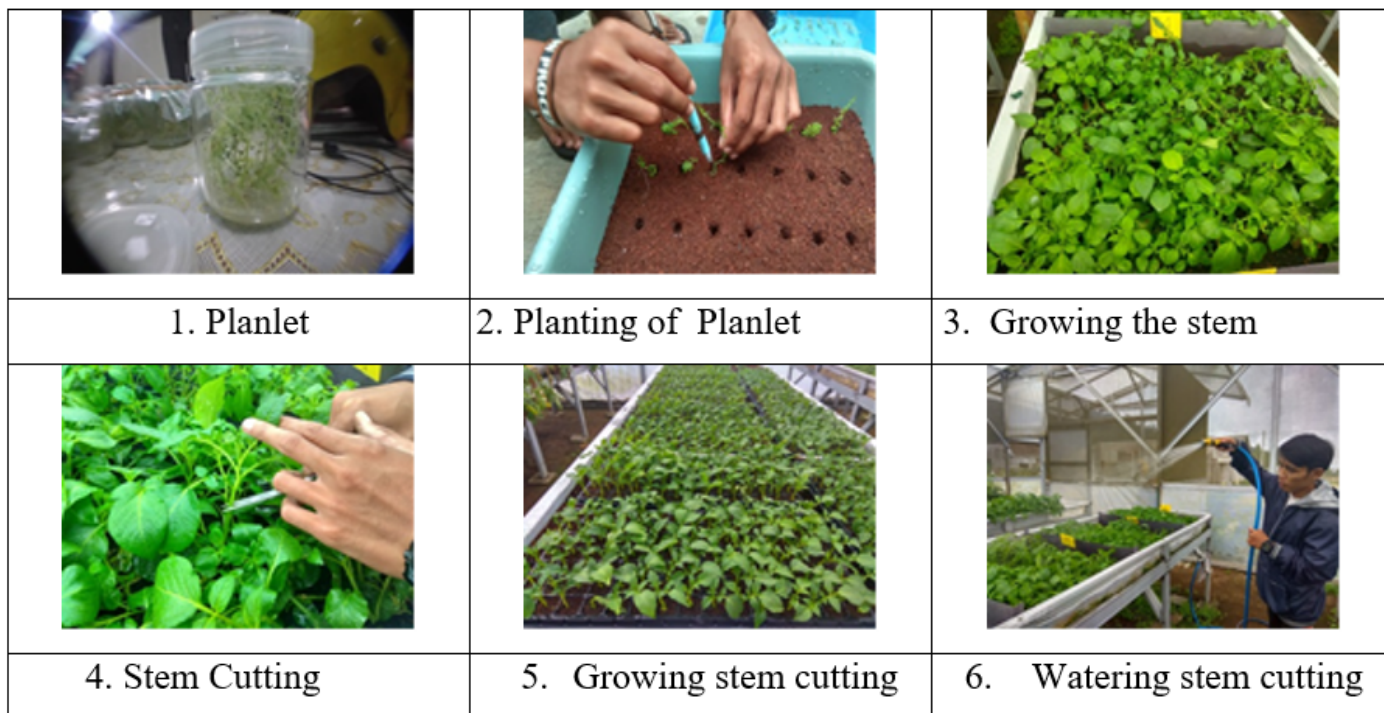 1. Planlet
2. Planting of Planlet
3. Growing the stem
4. Stem Cutting
5. Growing stem cutting
6. Watering stem cutting